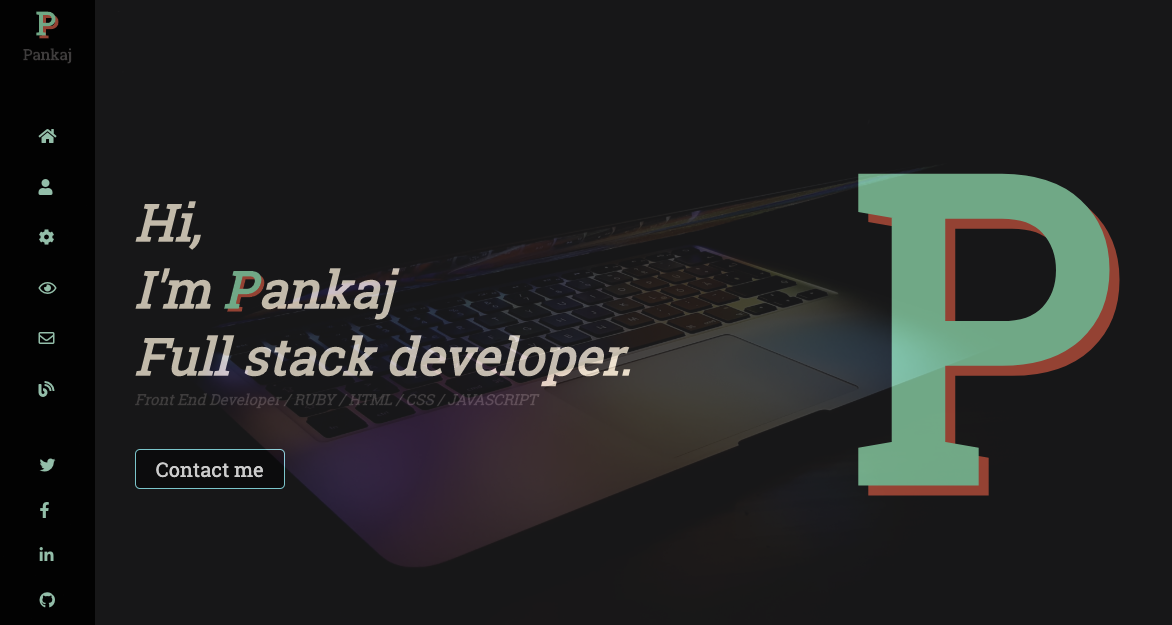 P
Pankaj
Hi,
I'm Pankaj
Full stack developer.
Front End Developer / RUBY / HTML / CSS / JAVASCRIPT
Contact me
P